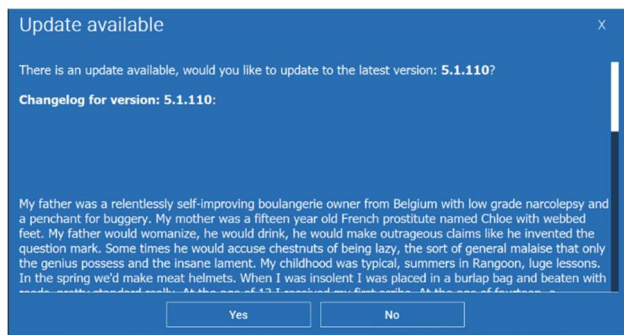 Update available
X
There is an update available, would you like to update to the latest version: 5.1.110?
Changelog for version: 5.1.110:
My father was a relentlessly self-improving boulangerie owner from Belgium with low grade narcolepsy and
a penchant for buggery. My mother was a fifteen year old French prostitute named Chloe with webbed
feet. My father would womanize, he would drink, he would make outrageous claims like he invented the
question mark. Some times he would accuse chestnuts of being lazy, the sort of general malaise that only
the genius possess and the insane lament. My childhood was typical, summers in Rangoon, luge lessons.
In the spring we'd make meat helmets. When I was insolent I was placed in a burlap bag and beaten with
Yes
No